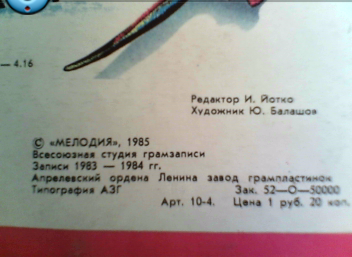 — 4.16
Редактор И. Йотко
Художник Ю. Балашов
© «МЕЛОДИЯ», 1985
Всесоюзная студия грамзаписи
Записи 1983 — 1984 гг.
Апрелевский ордена Ленина завод грампластинок
Типография АЗГ Зак. 52—О—50000
Арт. 10-4. Цена 1 руб. 20 коп.